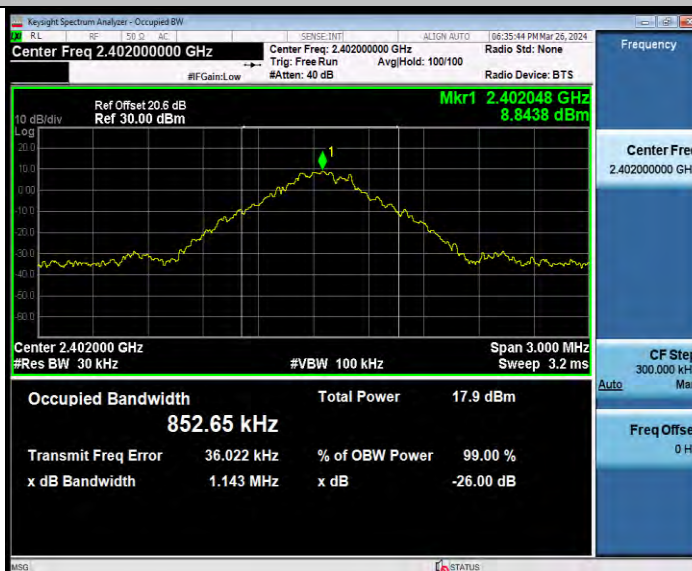 Keysight Spectrum Analyzer - Occupied BW
RL RF 50 Ω AC SENSE:INT ALIGN AUTO 06:35:44 PM Mar 26, 2024
Center Freq 2.402000000 GHz
Center Freq: 2.402000000 GHz
Radio Std: None
Trig: Free Run Avg|Hold: 100/100
#IFGain:Low
#Atten: 40 dB
Radio Device: BTS
Frequency
Ref Offset 20.6 dB
Mkr1 2.402048 GHz
10 dB/div
Ref 30.00 dBm
8.8438 dBm
Log
20.0
10.0
0.00
-10.0
-20.0
-30.0
-40.0
-50.0
-60.0
1
Center Fre
2.402000000 GH
Center 2.402000 GHz
Span 3.000 MHz
#Res BW 30 kHz
#VBW 100 kHz
Sweep 3.2 ms
CF Step
300.000 kH
Auto Ma
Occupied Bandwidth
852.65 kHz
Total Power 17.9 dBm
Transmit Freq Error 36.022 kHz
% of OBW Power 99.00 %
x dB Bandwidth 1.143 MHz
x dB -26.00 dB
Freq Offse
0 H
MSG
STATUS